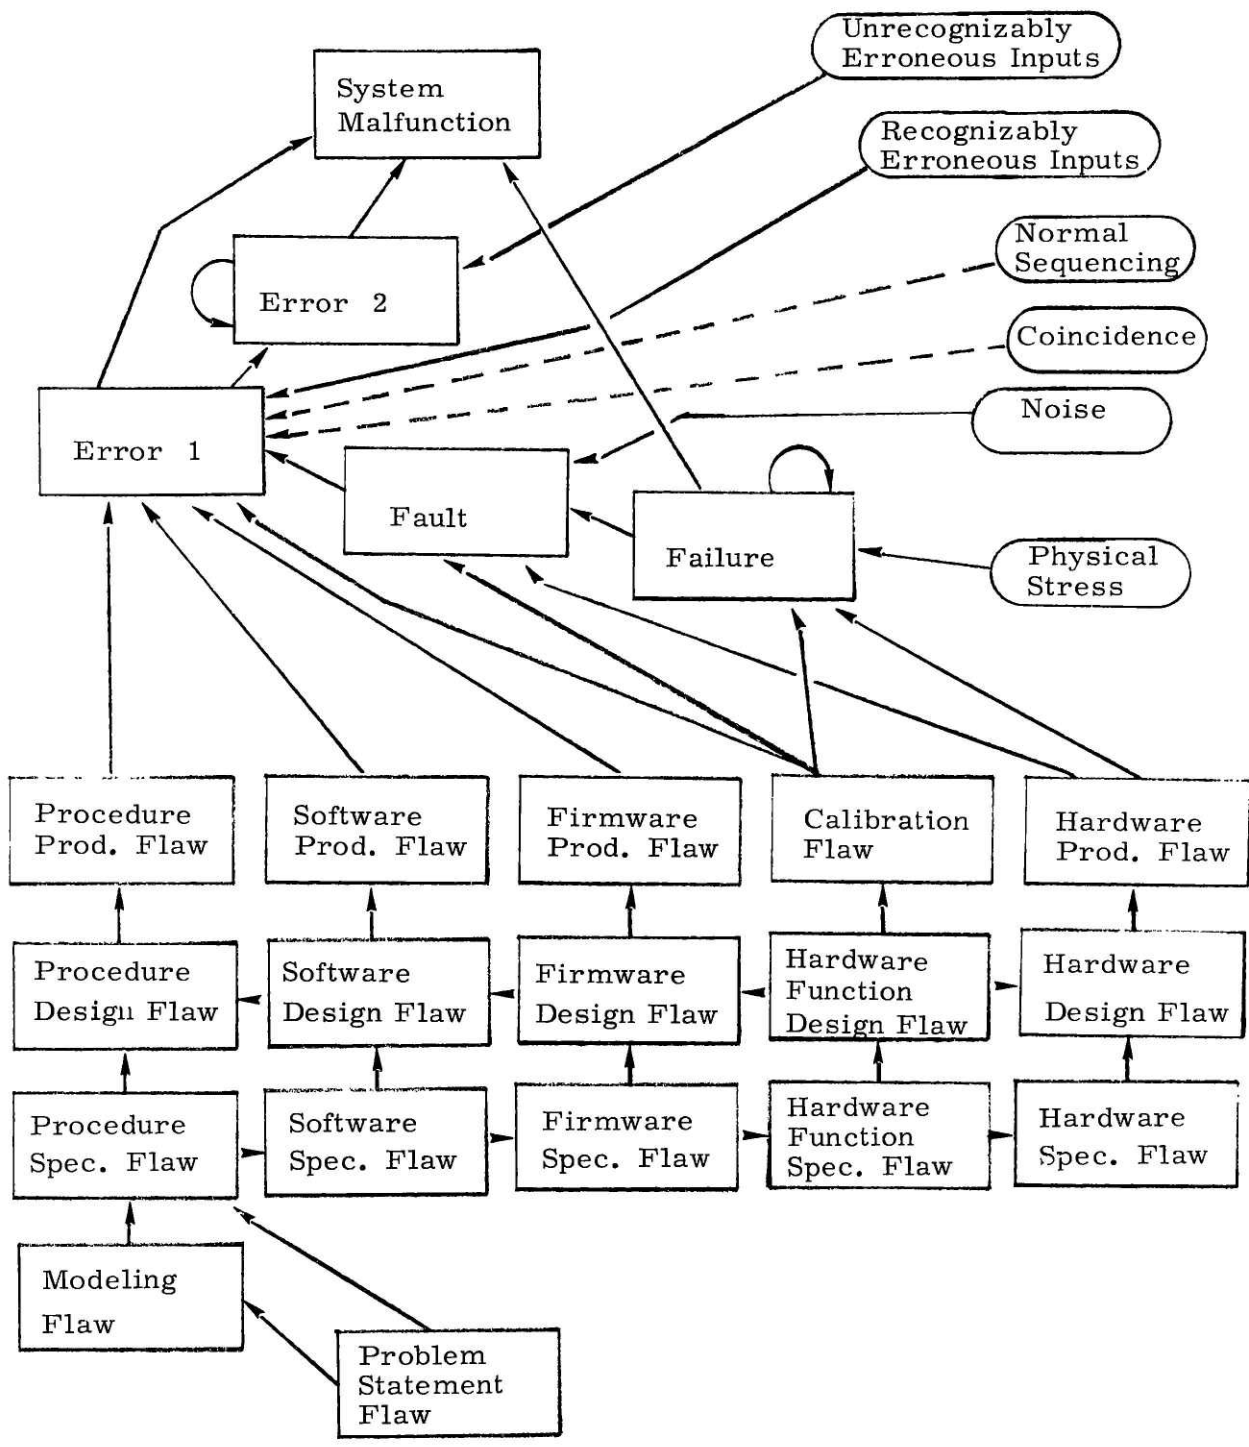 Unrecognizably
Erroneous Inputs
System
Malfunction
Recognizably
Erroneous Inputs
Normal
Sequencing
Error 2
Coincidence
Noise
Error 1
Fault
Failure
Physical
Stress
Procedure
Prod. Flaw
Software
Prod. Flaw
Firmware
Prod. Flaw
Calibration
Flaw
Hardware
Prod. Flaw
Procedure
Design Flaw
Software
Design Flaw
Firmware
Design Flaw
Hardware
Function
Design Flaw
Hardware
Design Flaw
Procedure
Spec. Flaw
Software
Spec. Flaw
Firmware
Spec. Flaw
Hardware
Function
Spec. Flaw
Hardware
Spec. Flaw
Modeling
Flaw
Problem
Statement
Flaw